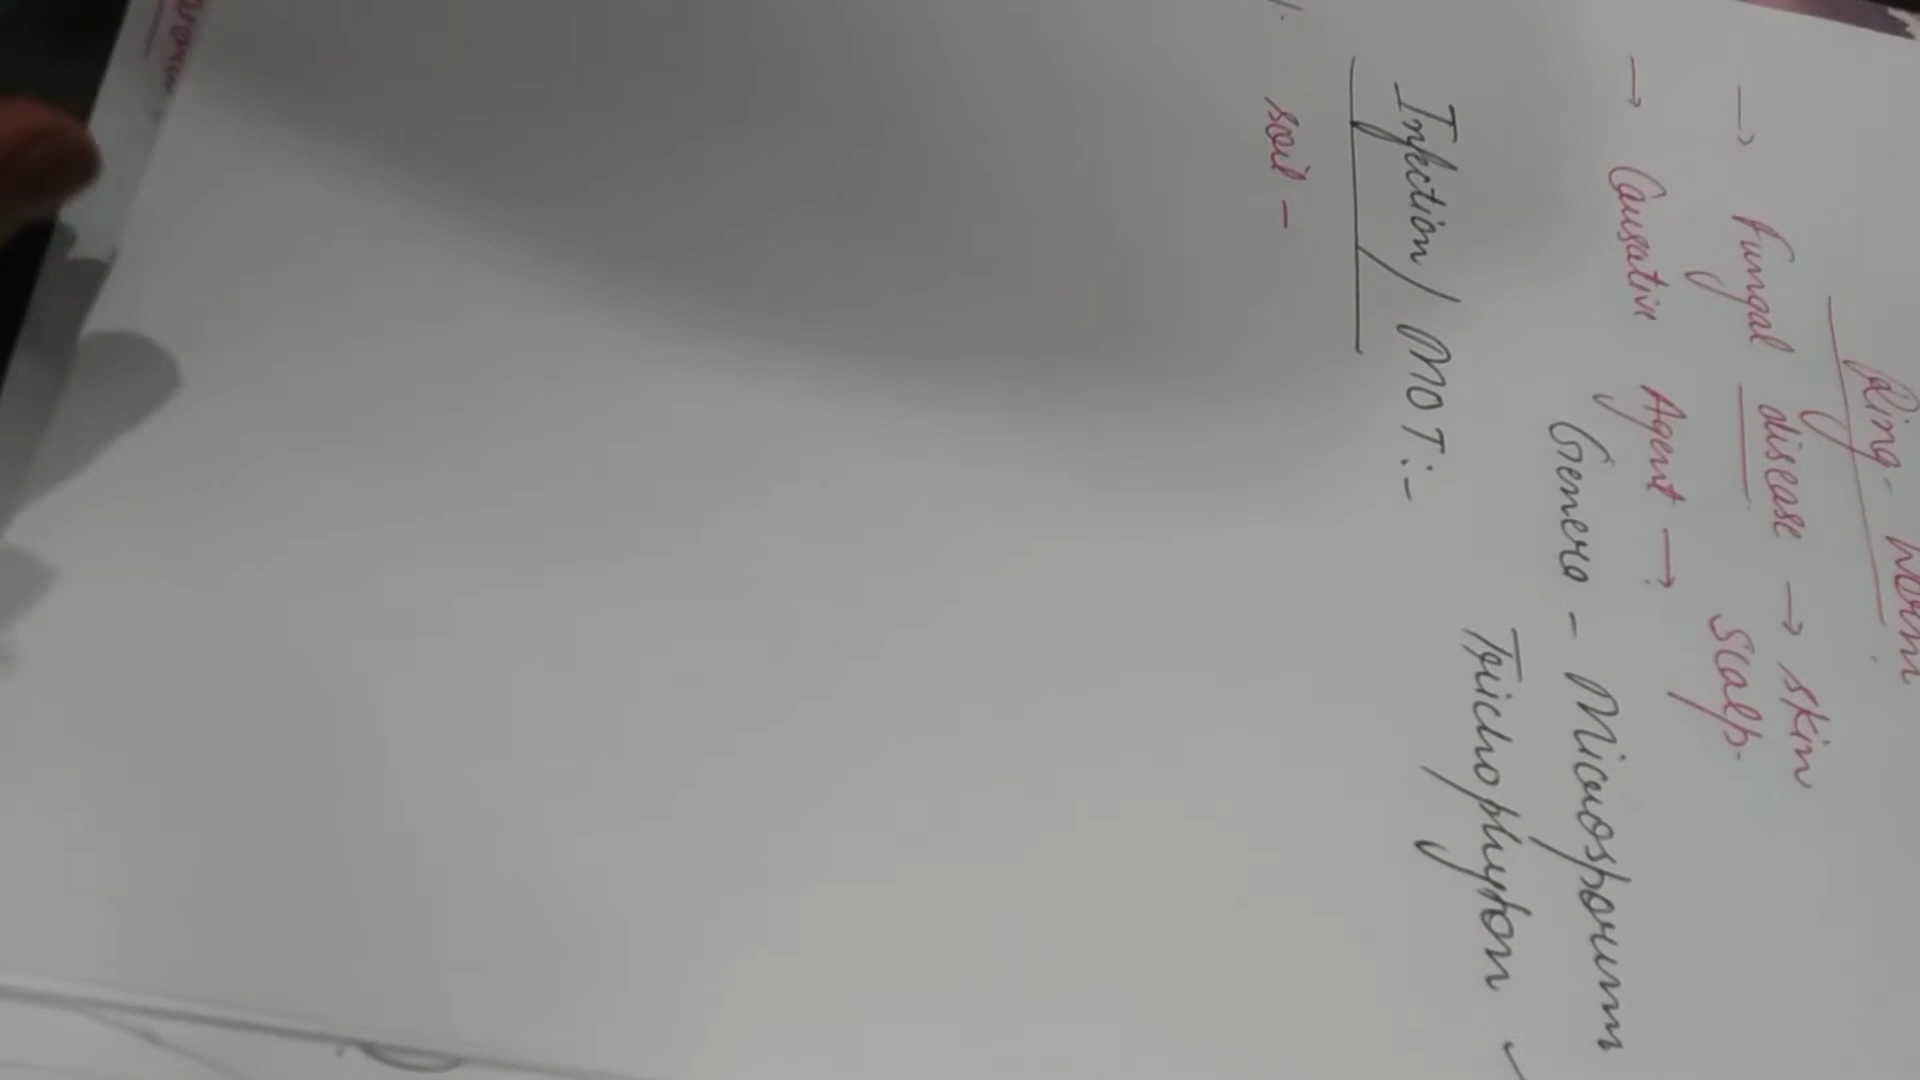 Ring-Worm
→ Fungal disease → skin
Scalp.
→ Causative Agent →
Genera - Microsporum
Trichophyton
Infection / MOT:-
soil -